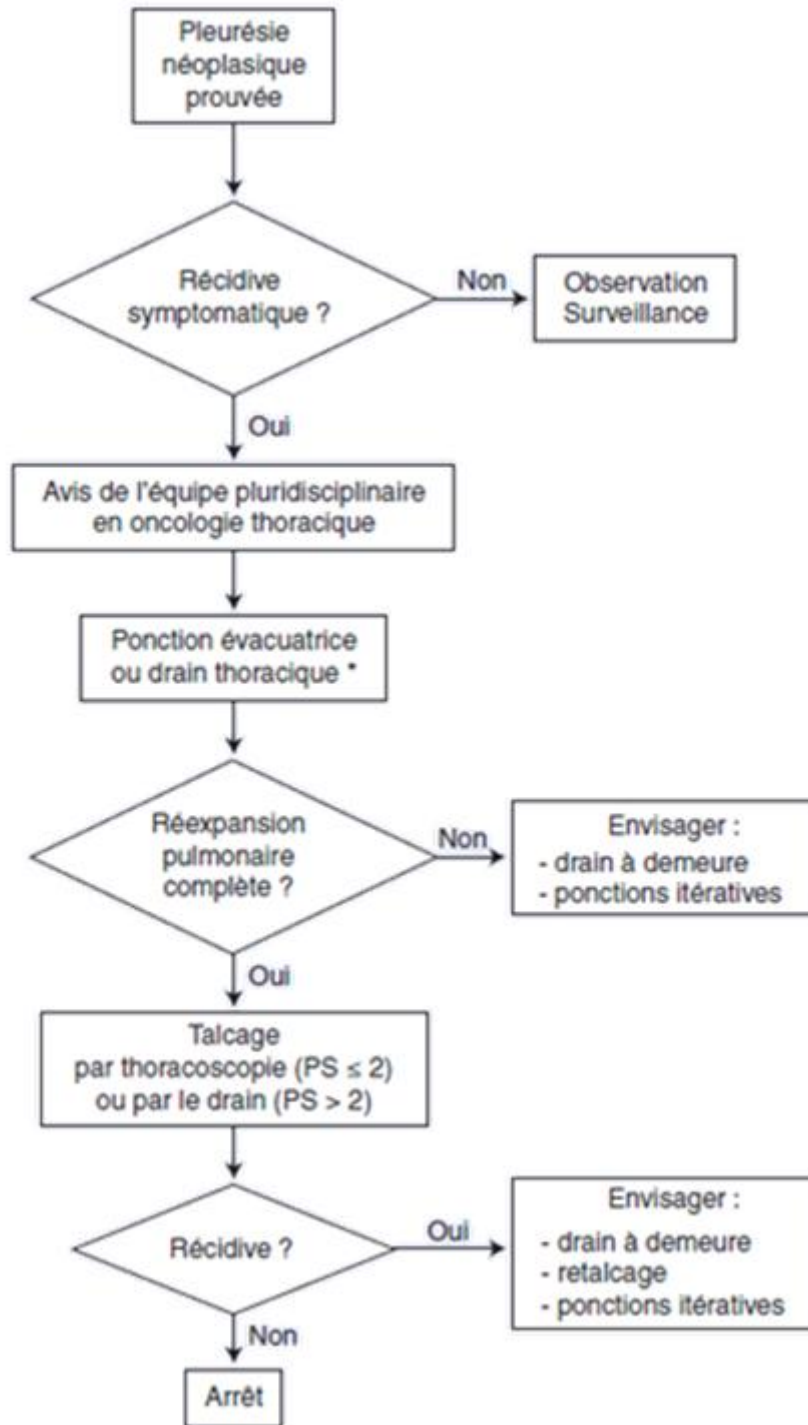 Pleurésie
néoplasique
prouvée
Récidive
symptomatique ?
Non
Observation
Surveillance
Oui
Avis de l'équipe pluridisciplinaire
en oncologie thoracique
Ponction évacuatrice
ou drain thoracique *
Réexpansion
pulmonaire
complète ?
Non
Envisager :
- drain à demeure
- ponctions itératives
Oui
Talcage
par thoracoscopie (PS ≤ 2)
ou par le drain (PS > 2)
Récidive ?
Oui
Envisager :
- drain à demeure
- retalcage
- ponctions itératives
Non
Arrêt